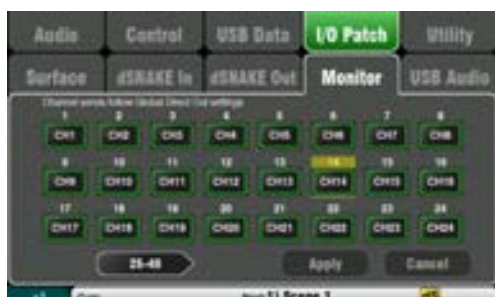 Audio Control USB Data I/O Patch Utility
Surface dSNAKE In dSNAKE Out Monitor USB Audio
Channel sends follow Global Direct Out settings
1 2 3 4 5 6 7 8
CH1 CH2 CH3 CH4 CH5 CH6 CH7 CH8
9 10 11 12 13 14 15 16
CH9 CH10 CH11 CH12 CH13 CH14 CH15 CH16
17 18 19 20 21 22 23 24
CH17 CH18 CH19 CH20 CH21 CH22 CH23 CH24
25-48 Apply Cancel